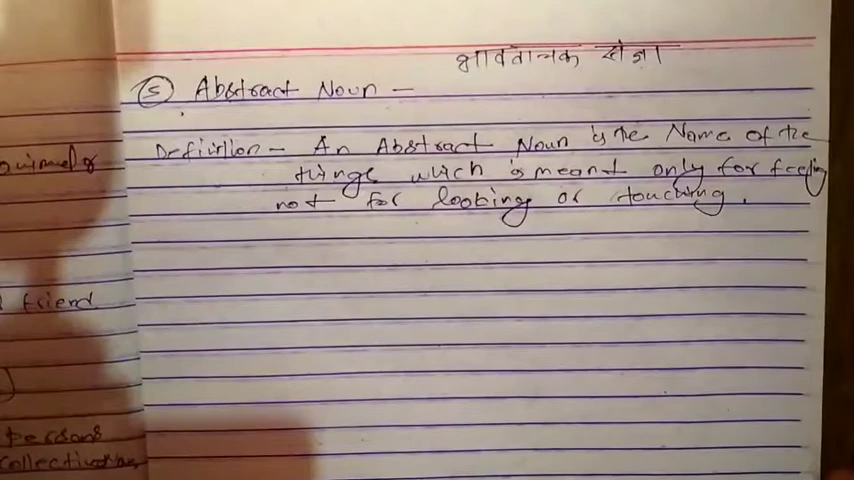 भाववाचक संज्ञा
⑤ Abstract Noun -
Definition - An Abstract Noun is the Name of the
things which is meant only for feeling
not for looking or touching.
friend
persons
collective